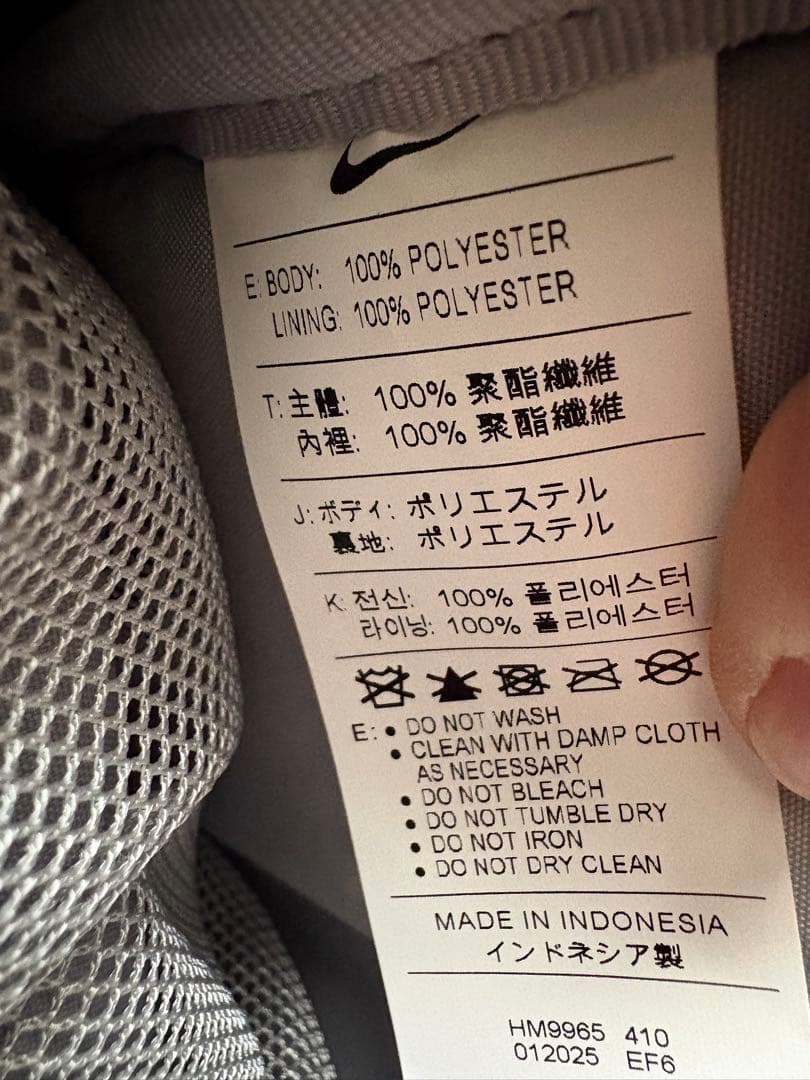 E: BODY: 100% POLYESTER
LINING: 100% POLYESTER
T: 主體: 100% 聚酯纖維
內裡: 100% 聚酯纖維
J: ボディ: ポリエステル
裏地: ポリエステル
K: 전신: 100% 폴리에스터
라이닝: 100% 폴리에스터
E: • DO NOT WASH
• CLEAN WITH DAMP CLOTH
AS NECESSARY
• DO NOT BLEACH
• DO NOT TUMBLE DRY
• DO NOT IRON
• DO NOT DRY CLEAN
MADE IN INDONESIA
インドネシア製
HM9965 410
012025 EF6